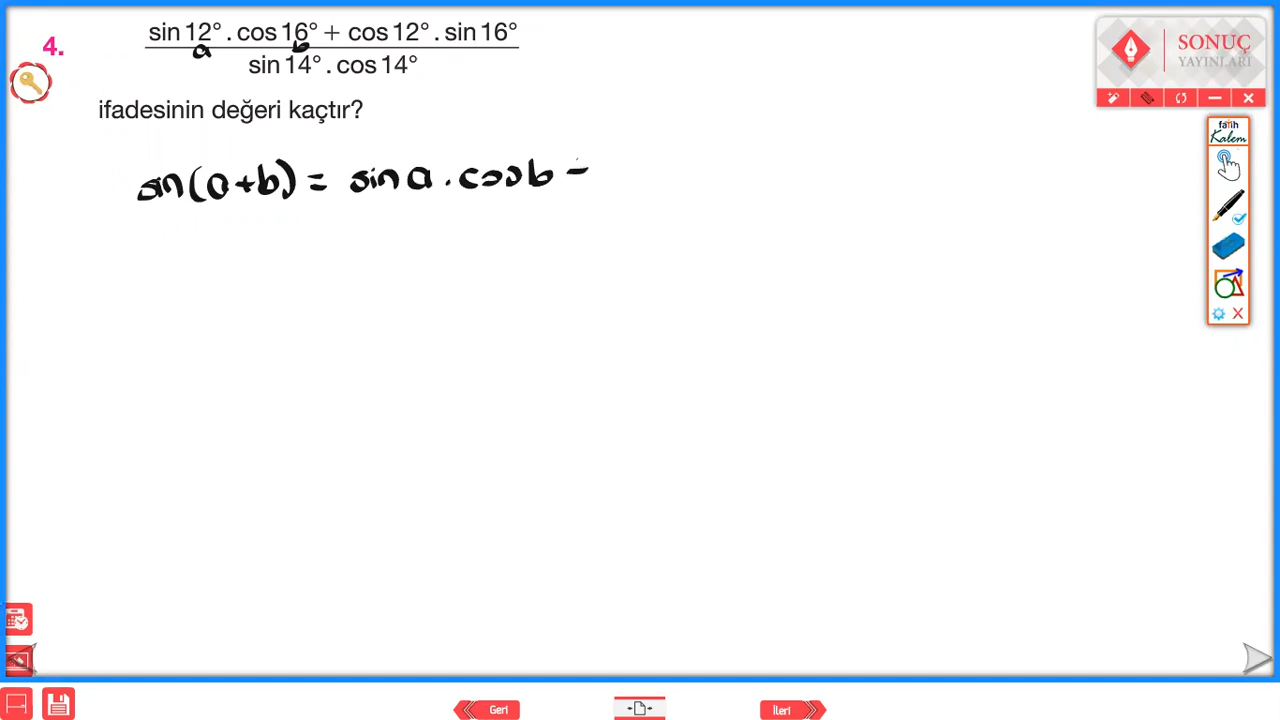 4.
sin 12° . cos 16° + cos 12° . sin 16°
a b
sin 14° . cos 14°
ifadesinin değeri kaçtır?
sin(a+b) = sin a . cos b -
SONUÇ
YAYINLARI
fatih
Kalem
Geri
İleri